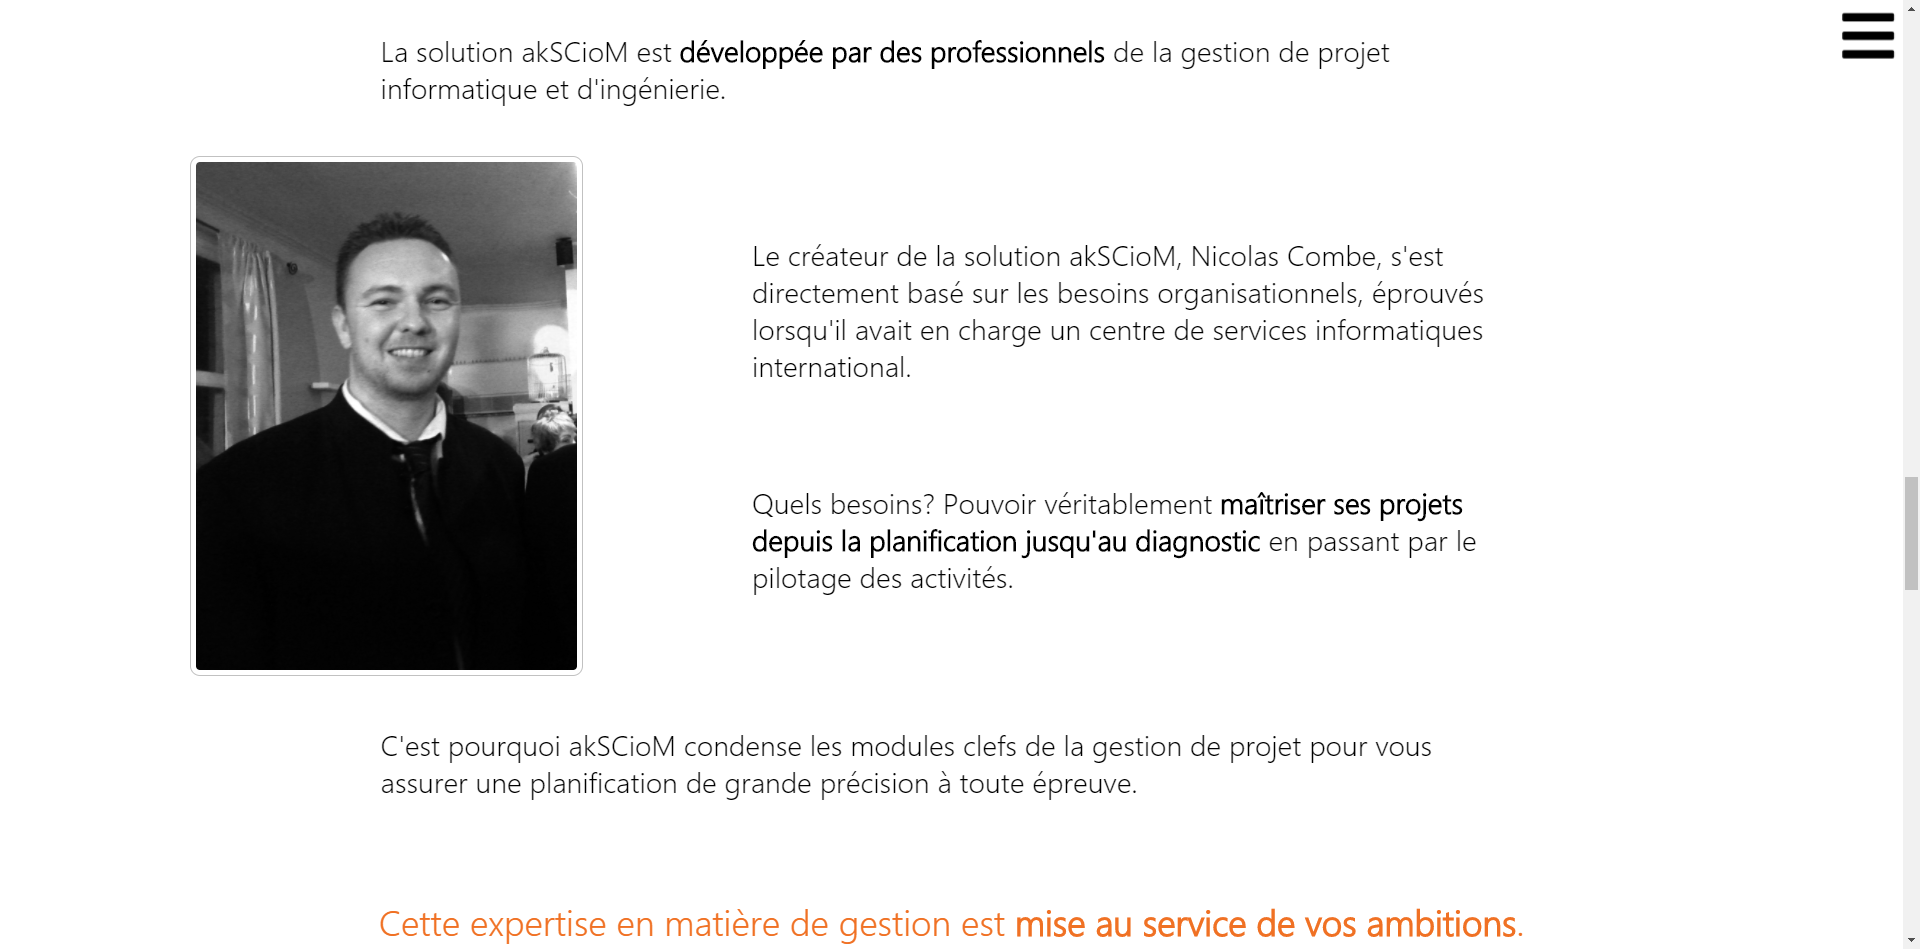 La solution akSCioM est développée par des professionnels de la gestion de projet
informatique et d'ingénierie.
Le créateur de la solution akSCioM, Nicolas Combe, s'est
directement basé sur les besoins organisationnels, éprouvés
lorsqu'il avait en charge un centre de services informatiques
international.
Quels besoins? Pouvoir véritablement maîtriser ses projets
depuis la planification jusqu'au diagnostic en passant par le
pilotage des activités.
C'est pourquoi akSCioM condense les modules clefs de la gestion de projet pour vous
assurer une planification de grande précision à toute épreuve.
Cette expertise en matière de gestion est mise au service de vos ambitions.